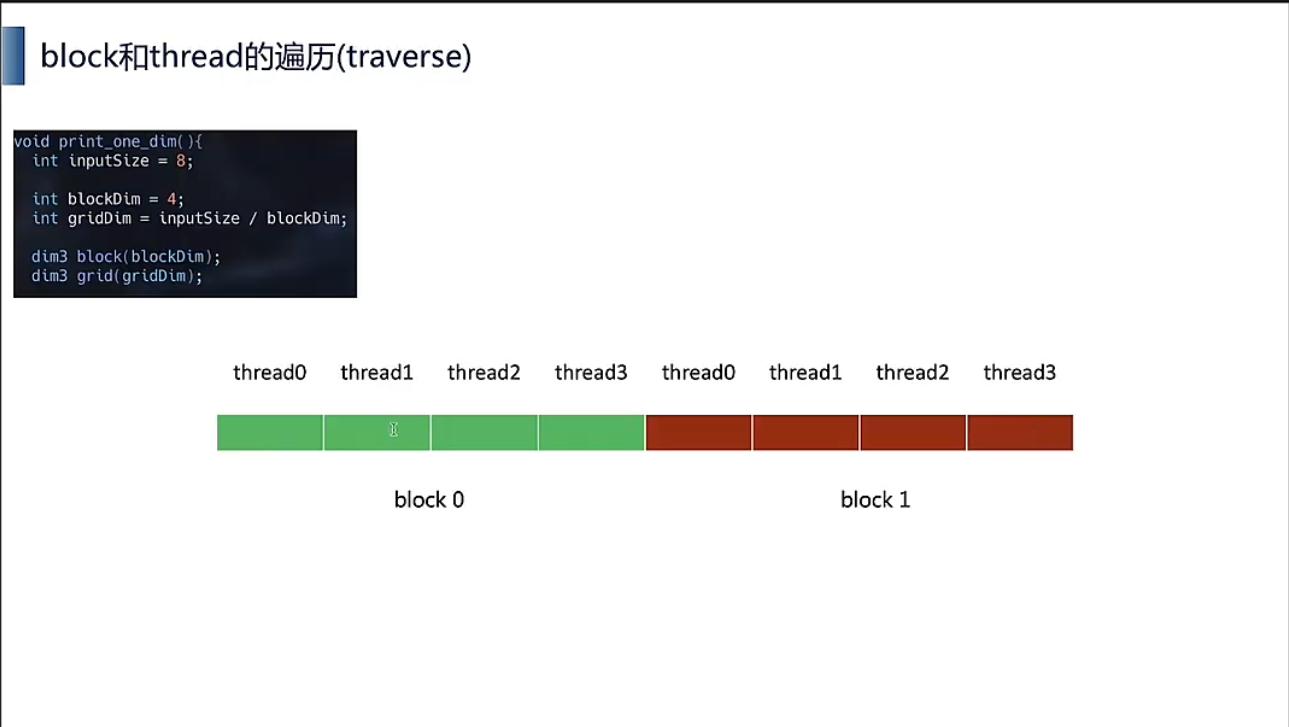 block和thread的遍历(traverse)
void print_one_dim(){
int inputSize = 8;
int blockDim = 4;
int gridDim = inputSize / blockDim;
dim3 block(blockDim);
dim3 grid(gridDim);
thread0 thread1 thread2 thread3 thread0 thread1 thread2 thread3
block 0 block 1